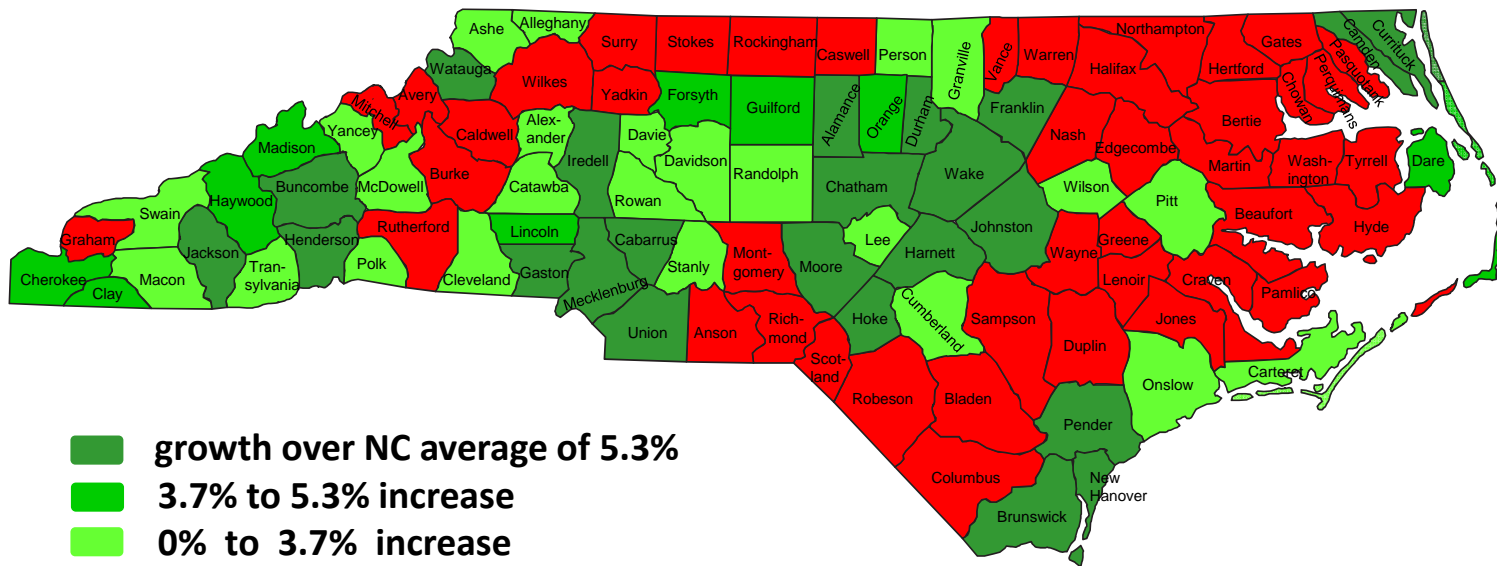 Ashe
Alleghany
Surry
Stokes
Rockingham
Caswell
Person
Granville
Vance
Warren
Northampton
Gates
Camden
Currituck
Pasquotank
Perquimans
Chowan
Hertford
Halifax
Watauga
Wilkes
Yadkin
Forsyth
Guilford
Alamance
Orange
Durham
Franklin
Nash
Edgecombe
Bertie
Mitchell
Avery
Caldwell
Alex-
ander
Iredell
Davie
Davidson
Randolph
Chatham
Wake
Wilson
Martin
Wash-
ington
Tyrrell
Dare
Yancey
Madison
Buncombe
McDowell
Burke
Catawba
Rowan
Johnston
Pitt
Beaufort
Hyde
Haywood
Swain
Graham
Jackson
Henderson
Rutherford
Lincoln
Cabarrus
Stanly
Mont-
gomery
Moore
Lee
Harnett
Wayne
Greene
Lenoir
Craven
Pamlico
Cherokee
Clay
Macon
Tran-
sylvania
Polk
Cleveland
Gaston
Mecklenburg
Union
Anson
Rich-
mond
Scot-
land
Hoke
Cumberland
Sampson
Duplin
Jones
Onslow
Carteret
Robeson
Bladen
Pender
Columbus
New
Hanover
Brunswick
growth over NC average of 5.3%
3.7% to 5.3% increase
0% to 3.7% increase